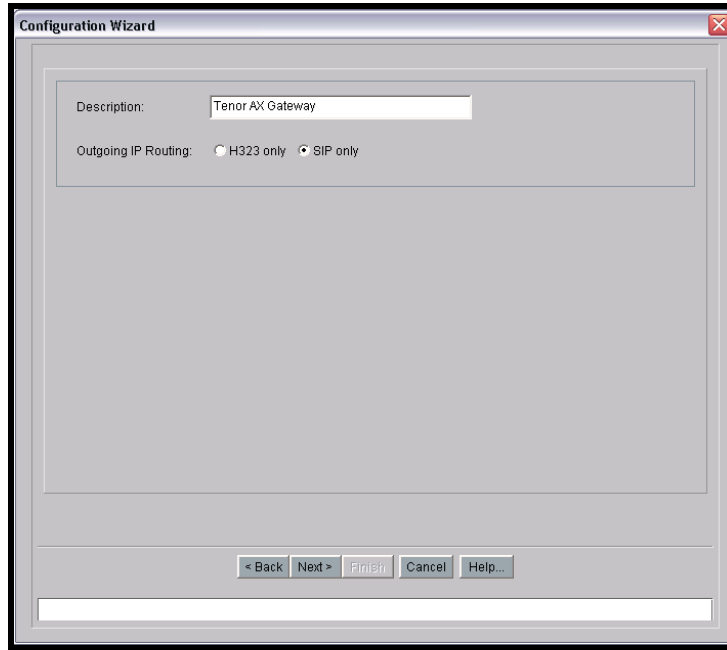 Configuration Wizard
Description: Tenor AX Gateway
Outgoing IP Routing: H323 only SIP only
< Back Next > Finish Cancel Help...